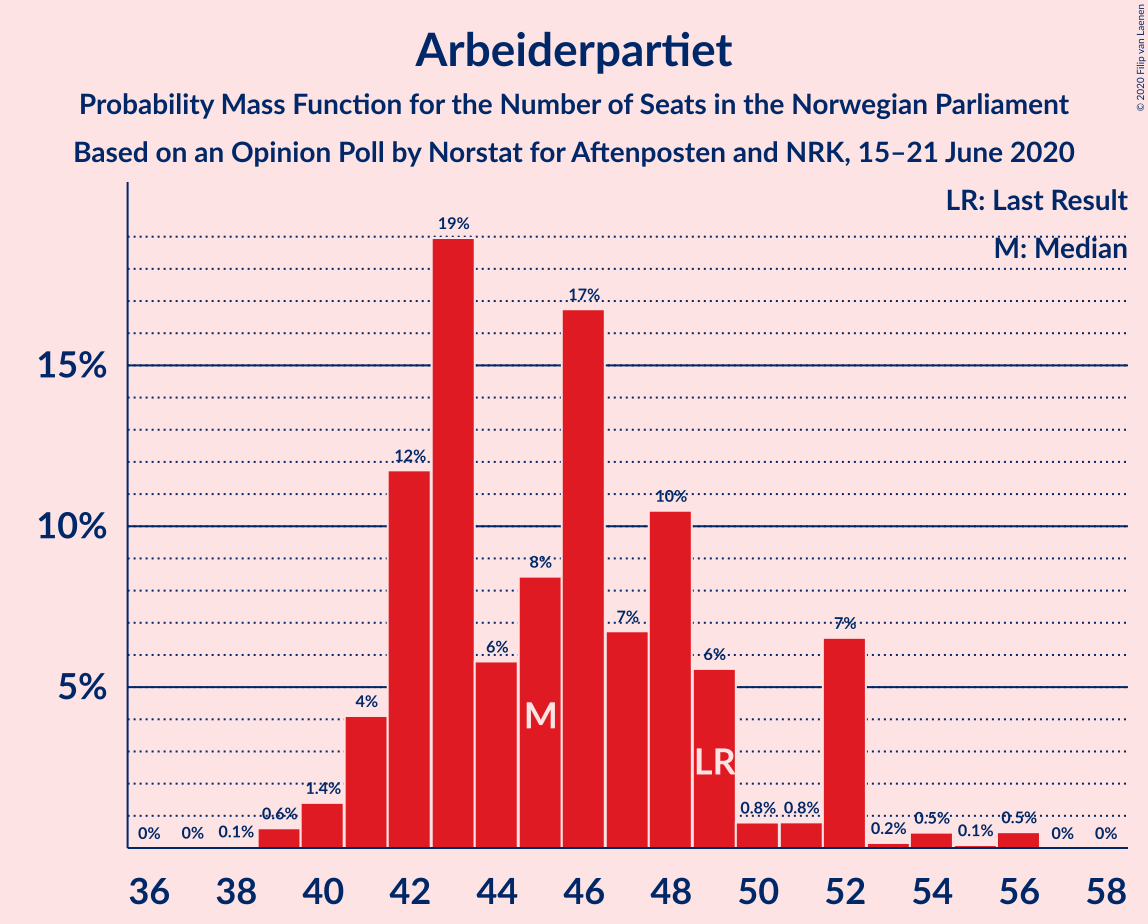 Arbeiderpartiet
Probability Mass Function for the Number of Seats in the Norwegian Parliament
Based on an Opinion Poll by Norstat for Aftenposten and NRK, 15–21 June 2020
© 2020 Filip van Laenen
LR: Last Result
M: Median
15%
10%
5%
0% 0% 0.1% 0.6% 1.4% 4% 12% 19% 6% 8% 17% 7% 10% 6% 0.8% 0.8% 7% 0.2% 0.5% 0.1% 0.5% 0% 0%
M
LR
36 38 40 42 44 46 48 50 52 54 56 58